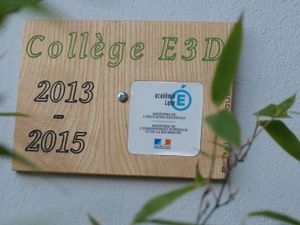 Collège E3D
2013
-
2015
académie
Lyon
MINISTÈRE DE
L'ÉDUCATION NATIONALE
MINISTÈRE DE
L'ENSEIGNEMENT SUPÉRIEUR
ET DE LA RECHERCHE